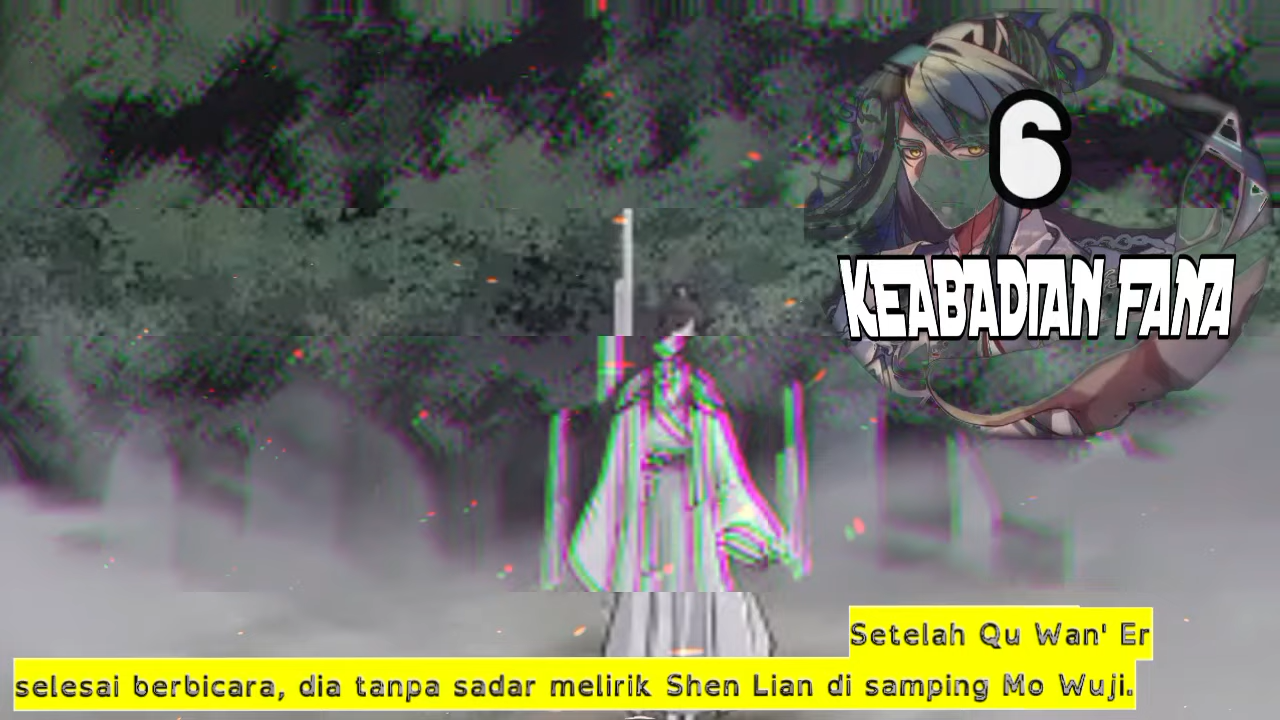 6
KEABADIAN FANA
Setelah Qu Wan' Er
selesai berbicara, dia tanpa sadar melirik Shen Lian di samping Mo Wuji.